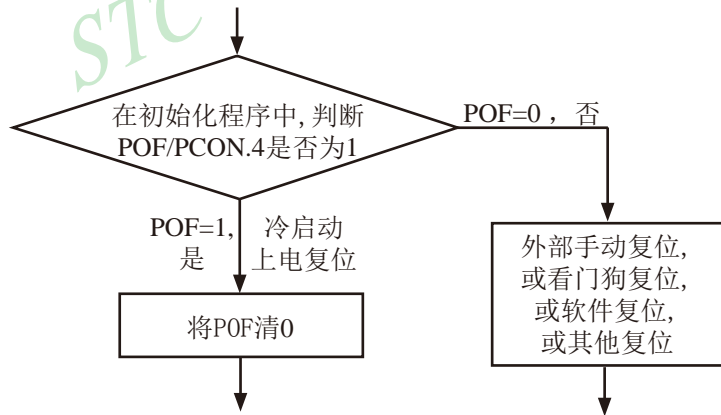 STC
在初始化程序中, 判断
POF/PCON.4是否为1
POF=0 ，否
POF=1, 冷启动
是 上电复位
将POF清0
外部手动复位,
或看门狗复位,
或软件复位,
或其他复位